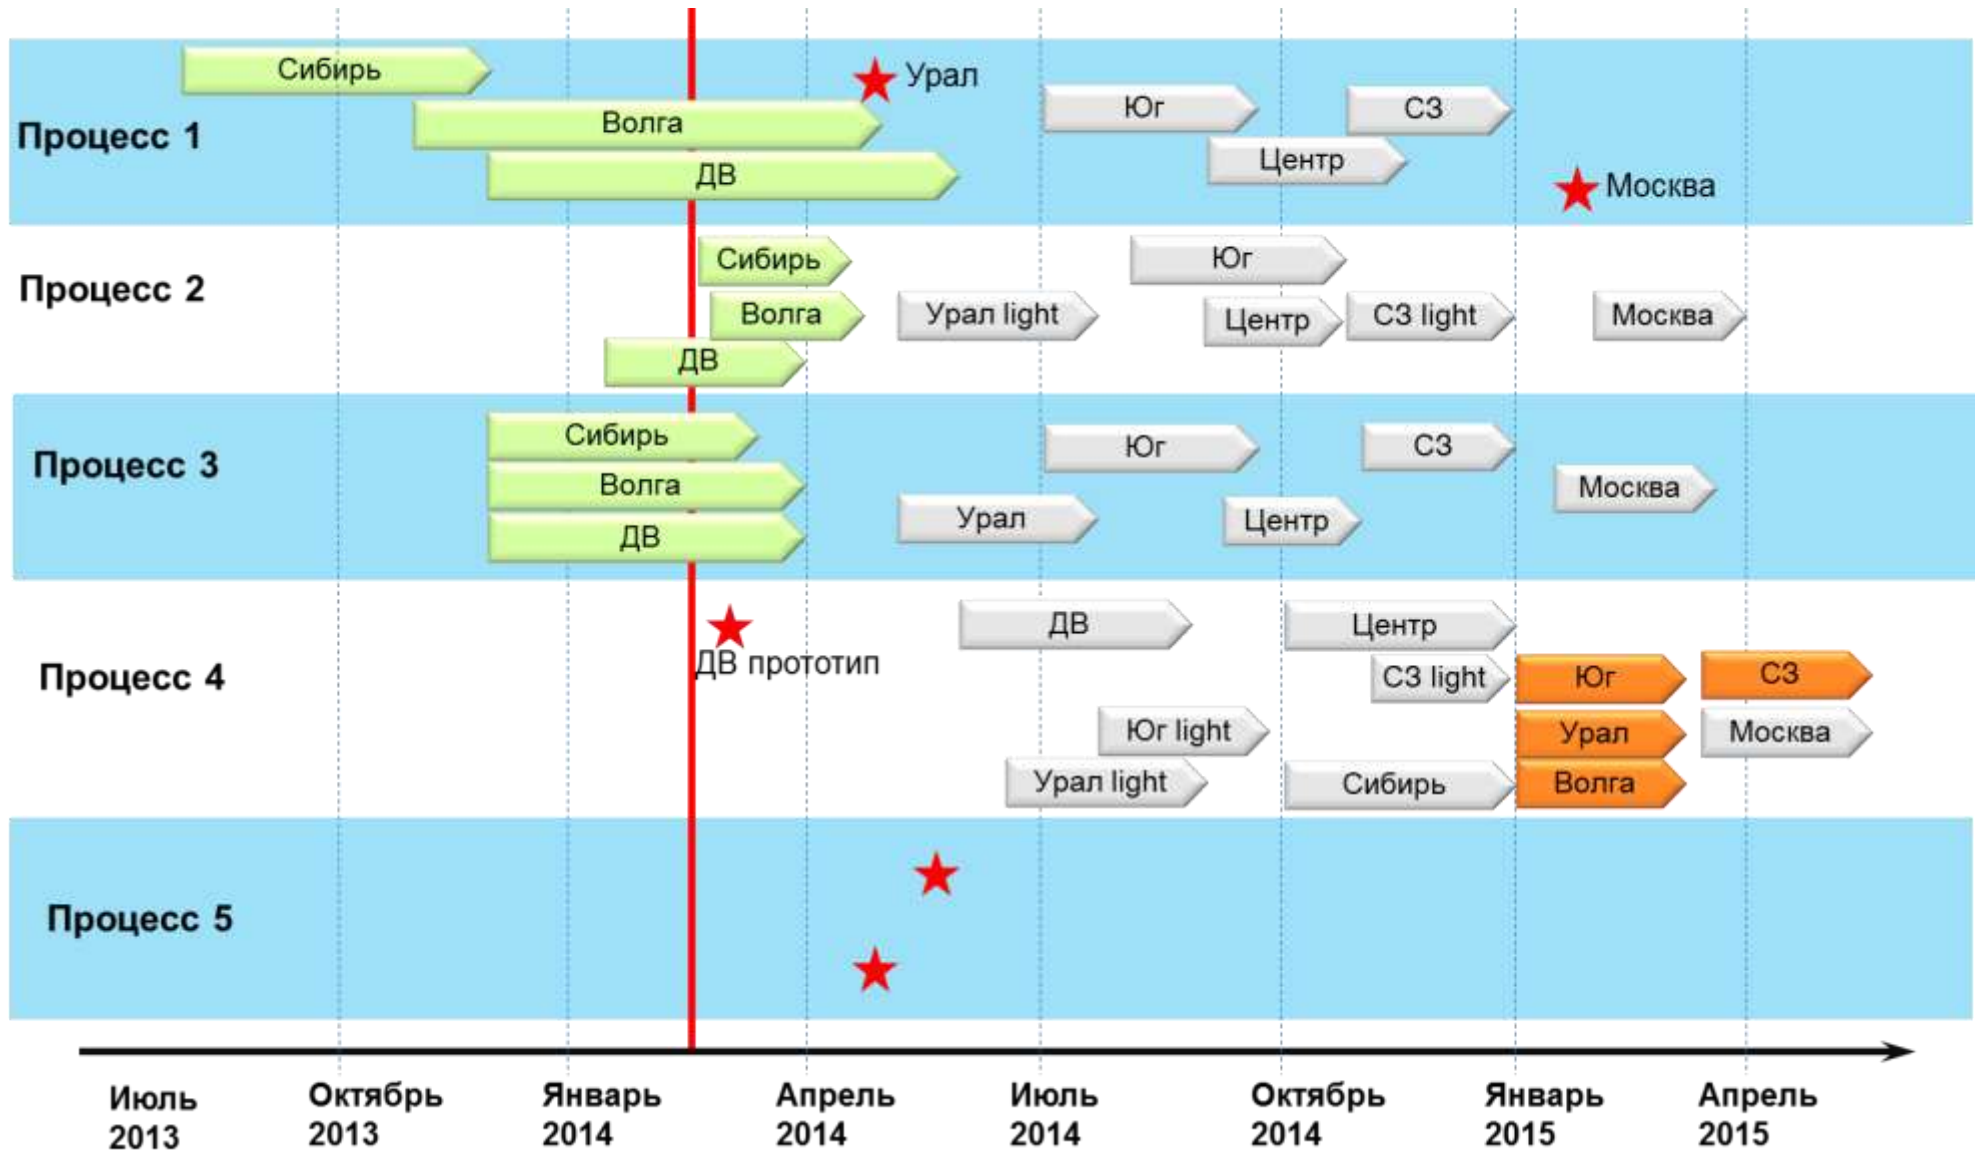 Сибирь
Урал
Волга
Юг
СЗ
Процесс 1
Центр
ДВ
Москва
Сибирь
Юг
Процесс 2
Волга
Урал light
Центр
СЗ light
Москва
ДВ
Сибирь
Юг
СЗ
Процесс 3
Волга
Москва
Урал
Центр
ДВ
ДВ
Центр
ДВ прототип
Процесс 4
СЗ light
Юг
СЗ
Юг light
Урал
Москва
Урал light
Сибирь
Волга
Процесс 5
Июль 2013
Октябрь 2013
Январь 2014
Апрель 2014
Июль 2014
Октябрь 2014
Январь 2015
Апрель 2015